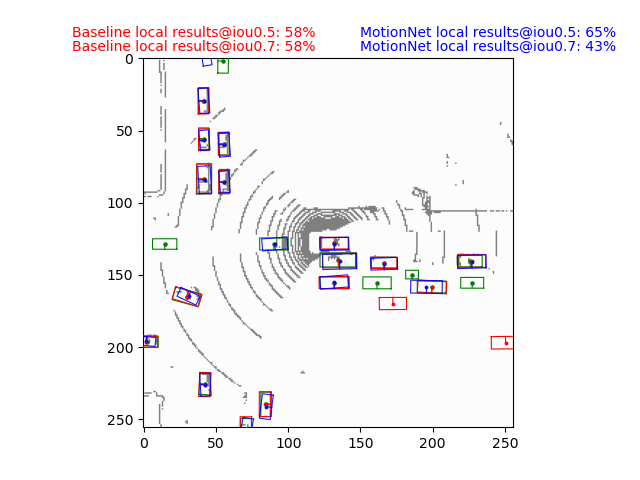 Baseline local results@iou0.5: 58% MotionNet local results@iou0.5: 65%
Baseline local results@iou0.7: 58% MotionNet local results@iou0.7: 43%
0
50
100
150
200
250
0 50 100 150 200 250